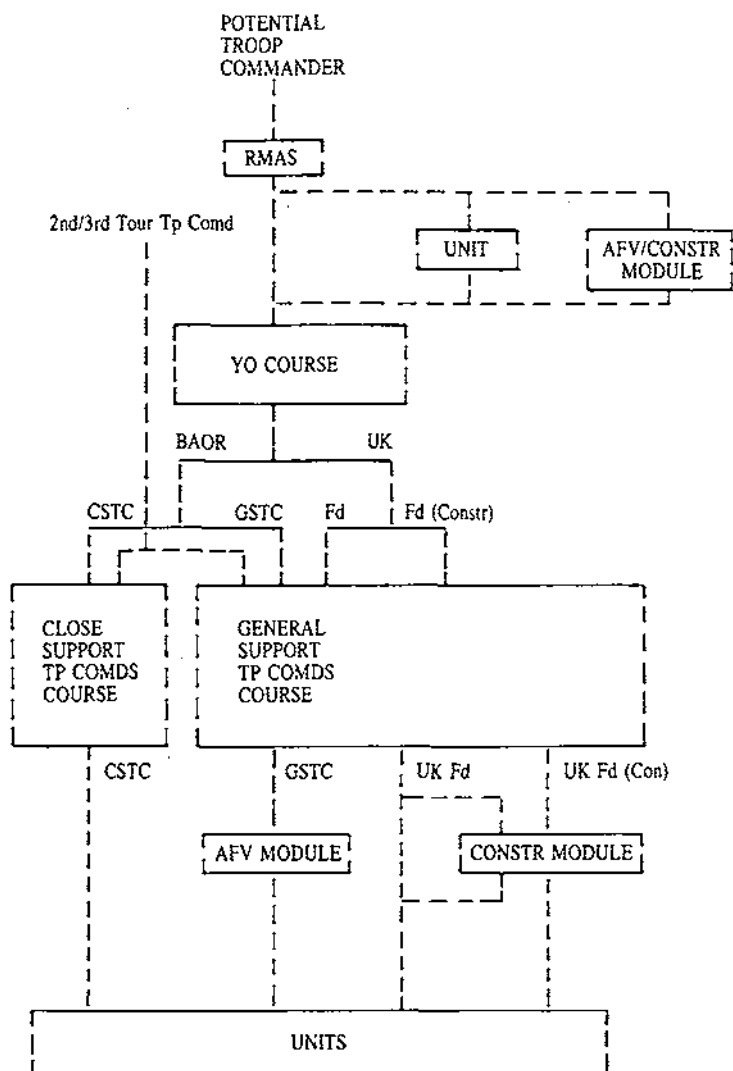 POTENTIAL
TROOP
COMMANDER
RMAS
2nd/3rd Tour Tp Comd
UNIT
AFV/CONSTR
MODULE
YO COURSE
BAOR
UK
CSTC
GSTC
Fd
Fd (Constr)
CLOSE
SUPPORT
TP COMDS
COURSE
GENERAL
SUPPORT
TP COMDS
COURSE
CSTC
GSTC
UK Fd
UK Fd (Con)
AFV MODULE
CONSTR MODULE
UNITS